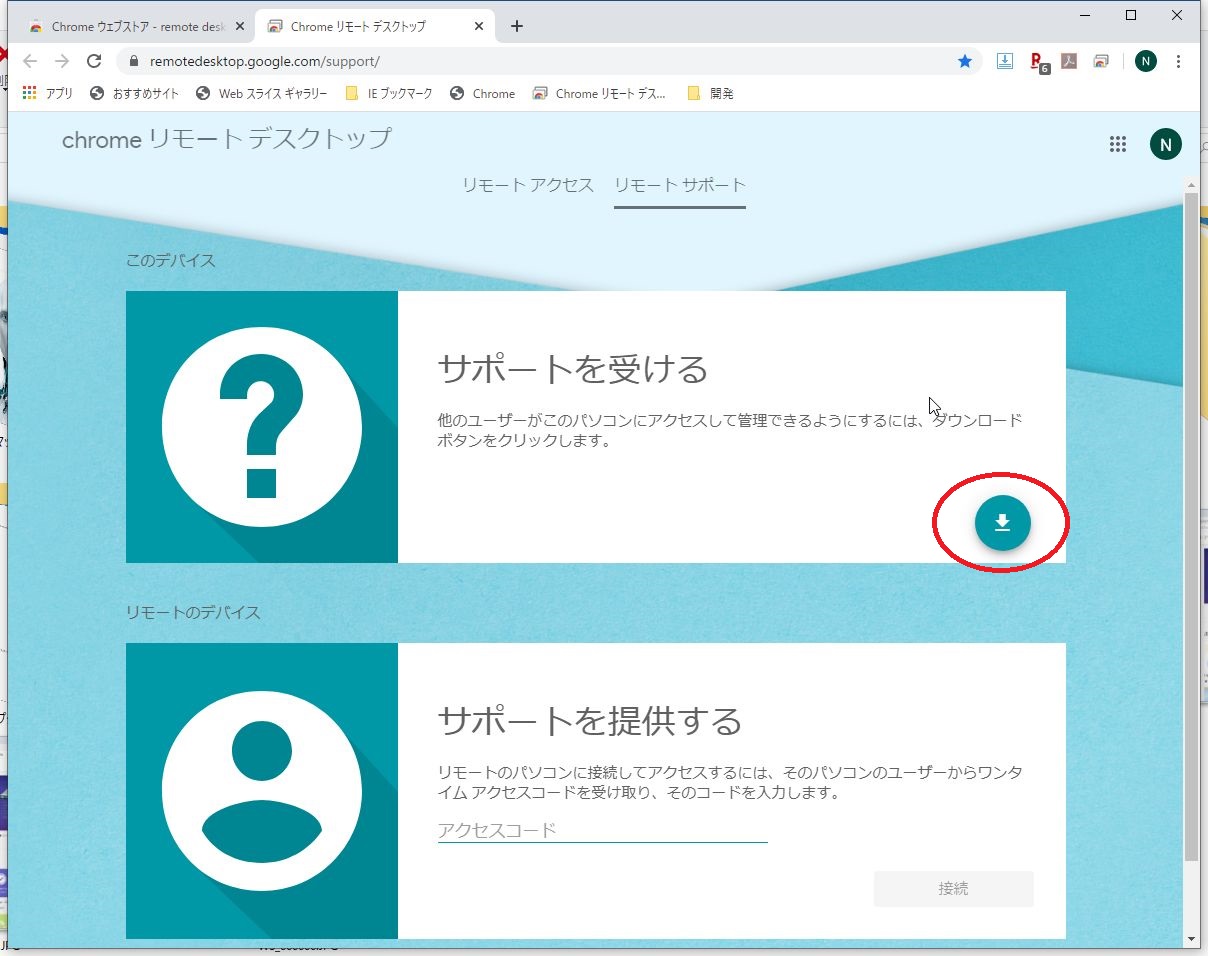 Chrome ウェブストア - remote desk
Chrome リモート デスクトップ
remotedesktop.google.com/support/
6
N
アプリ
おすすめサイト
Web スライス ギャラリー
IE ブックマーク
Chrome
Chrome リモート デス...
開発
chrome リモート デスクトップ
N
リモート アクセス
リモート サポート
このデバイス
サポートを受ける
他のユーザーがこのパソコンにアクセスして管理できるようにするには、ダウンロード
ボタンをクリックします。
リモートのデバイス
サポートを提供する
リモートのパソコンに接続してアクセスするには、そのパソコンのユーザーからワンタ
イム アクセスコードを受け取り、そのコードを入力します。
アクセスコード
接続